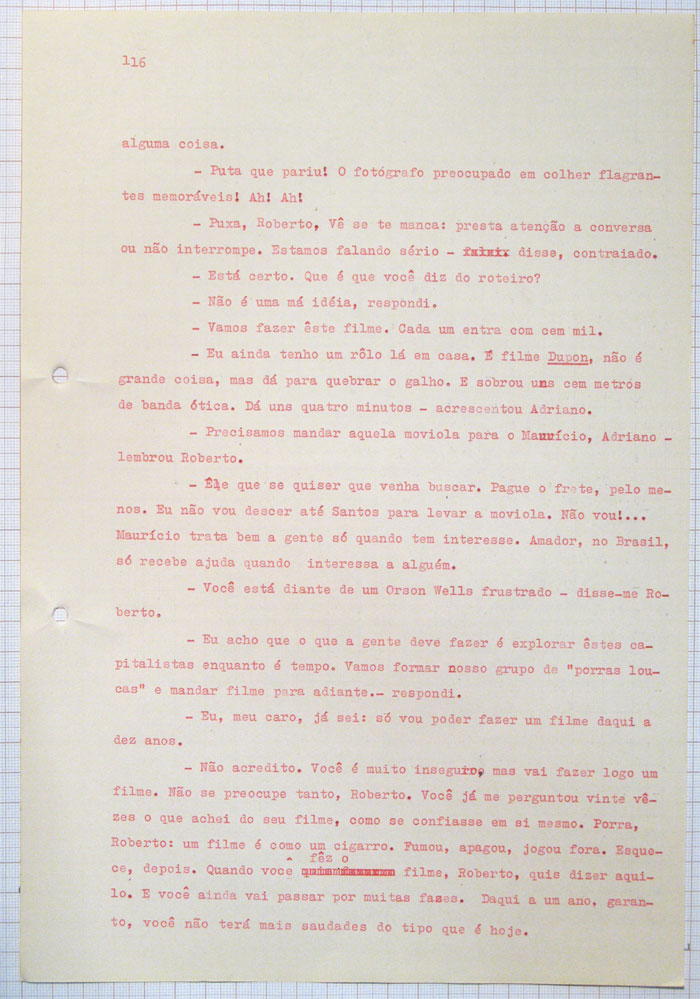 116
alguma coisa.
- Puta que pariu! O fotógrafo preocupado em colher flagran-
tes memoráveis! Ah! Ah!
- Puxa, Roberto, Vê se te manca: presta atenção a conversa
ou não interrompe. Estamos falando sério - disse, contraído.
- Está certo. Que é que você diz do roteiro?
- Não é uma má idéia, respondi.
- Vamos fazer êste filme. Cada um entra com cem mil.
- Eu ainda tenho um rôlo lá em casa. É filme Dupon, não é
grande coisa, mas dá para quebrar o galho. E sobrou uns cem metros
de banda ótica. Dá uns quatro minutos - acrescentou Adriano.
- Precisamos mandar aquela moviola para o Maurício, Adriano -
lembrou Roberto.
- Êle que se quiser que venha buscar. Pague o frete, pelo me-
nos. Eu não vou descer até Santos para levar a moviola. Não vou!...
Maurício trata bem a gente só quando tem interesse. Amador, no Brasil,
só recebe ajuda quando interessa a alguém.
- Você está diante de um Orson Wells frustrado - disse-me Ro-
berto.
- Eu acho que o que a gente deve fazer é explorar êstes ca-
pitalistas enquanto é tempo. Vamos formar nosso grupo de "porras lou-
cas" e mandar filme para adiante.- respondi.
- Eu, meu caro, já sei: só vou poder fazer um filme daqui a
dez anos.
- Não acredito. Você é muito inseguro, mas vai fazer logo um
filme. Não se preocupe tanto, Roberto. Você já me perguntou vinte vê-
zes o que achei do seu filme, como se confiasse em si mesmo. Porra,
Roberto: um filme é como um cigarro. Fumou, apagou, jogou fora. Esque-
ce, depois. Quando você fêz o filme, Roberto, quis dizer aqui-
lo. E você ainda vai passar por muitas fases. Daqui a um ano, garan-
to, você não terá mais saudades do tipo que é hoje.